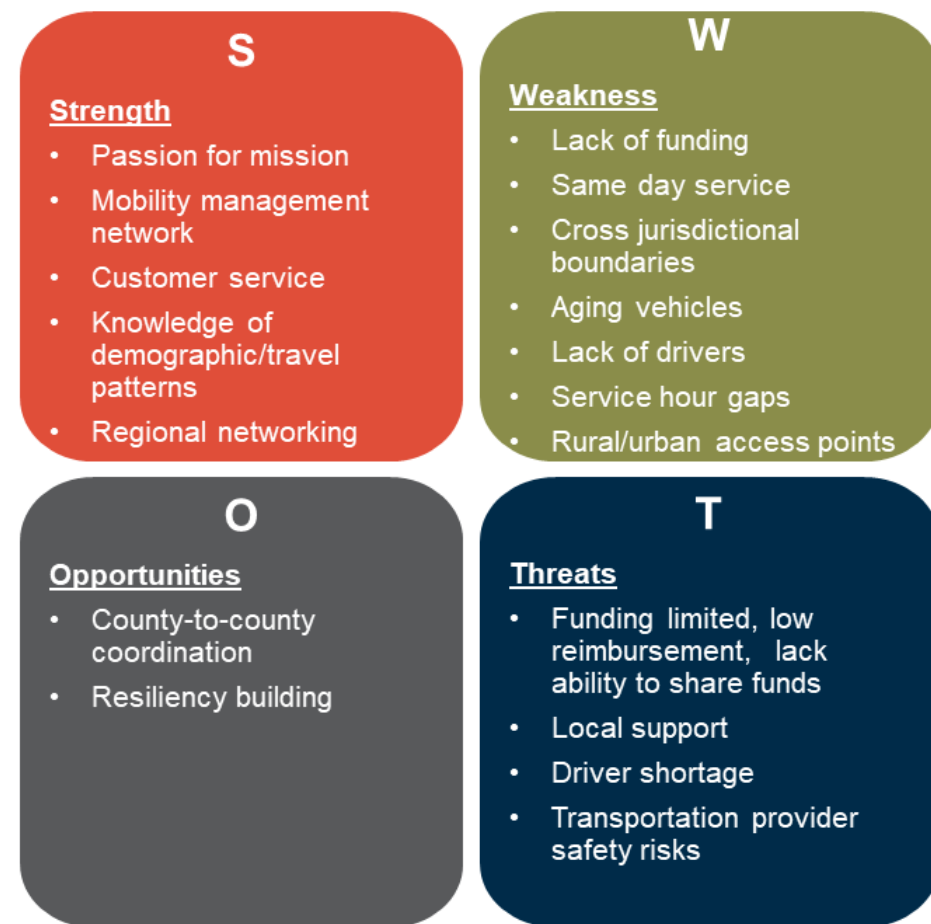 S
Strength
• Passion for mission
• Mobility management
network
• Customer service
• Knowledge of
demographic/travel
patterns
• Regional networking
W
Weakness
• Lack of funding
• Same day service
• Cross jurisdictional
boundaries
• Aging vehicles
• Lack of drivers
• Service hour gaps
• Rural/urban access points
O
Opportunities
• County-to-county
coordination
• Resiliency building
T
Threats
• Funding limited, low
reimbursement, lack
ability to share funds
• Local support
• Driver shortage
• Transportation provider
safety risks